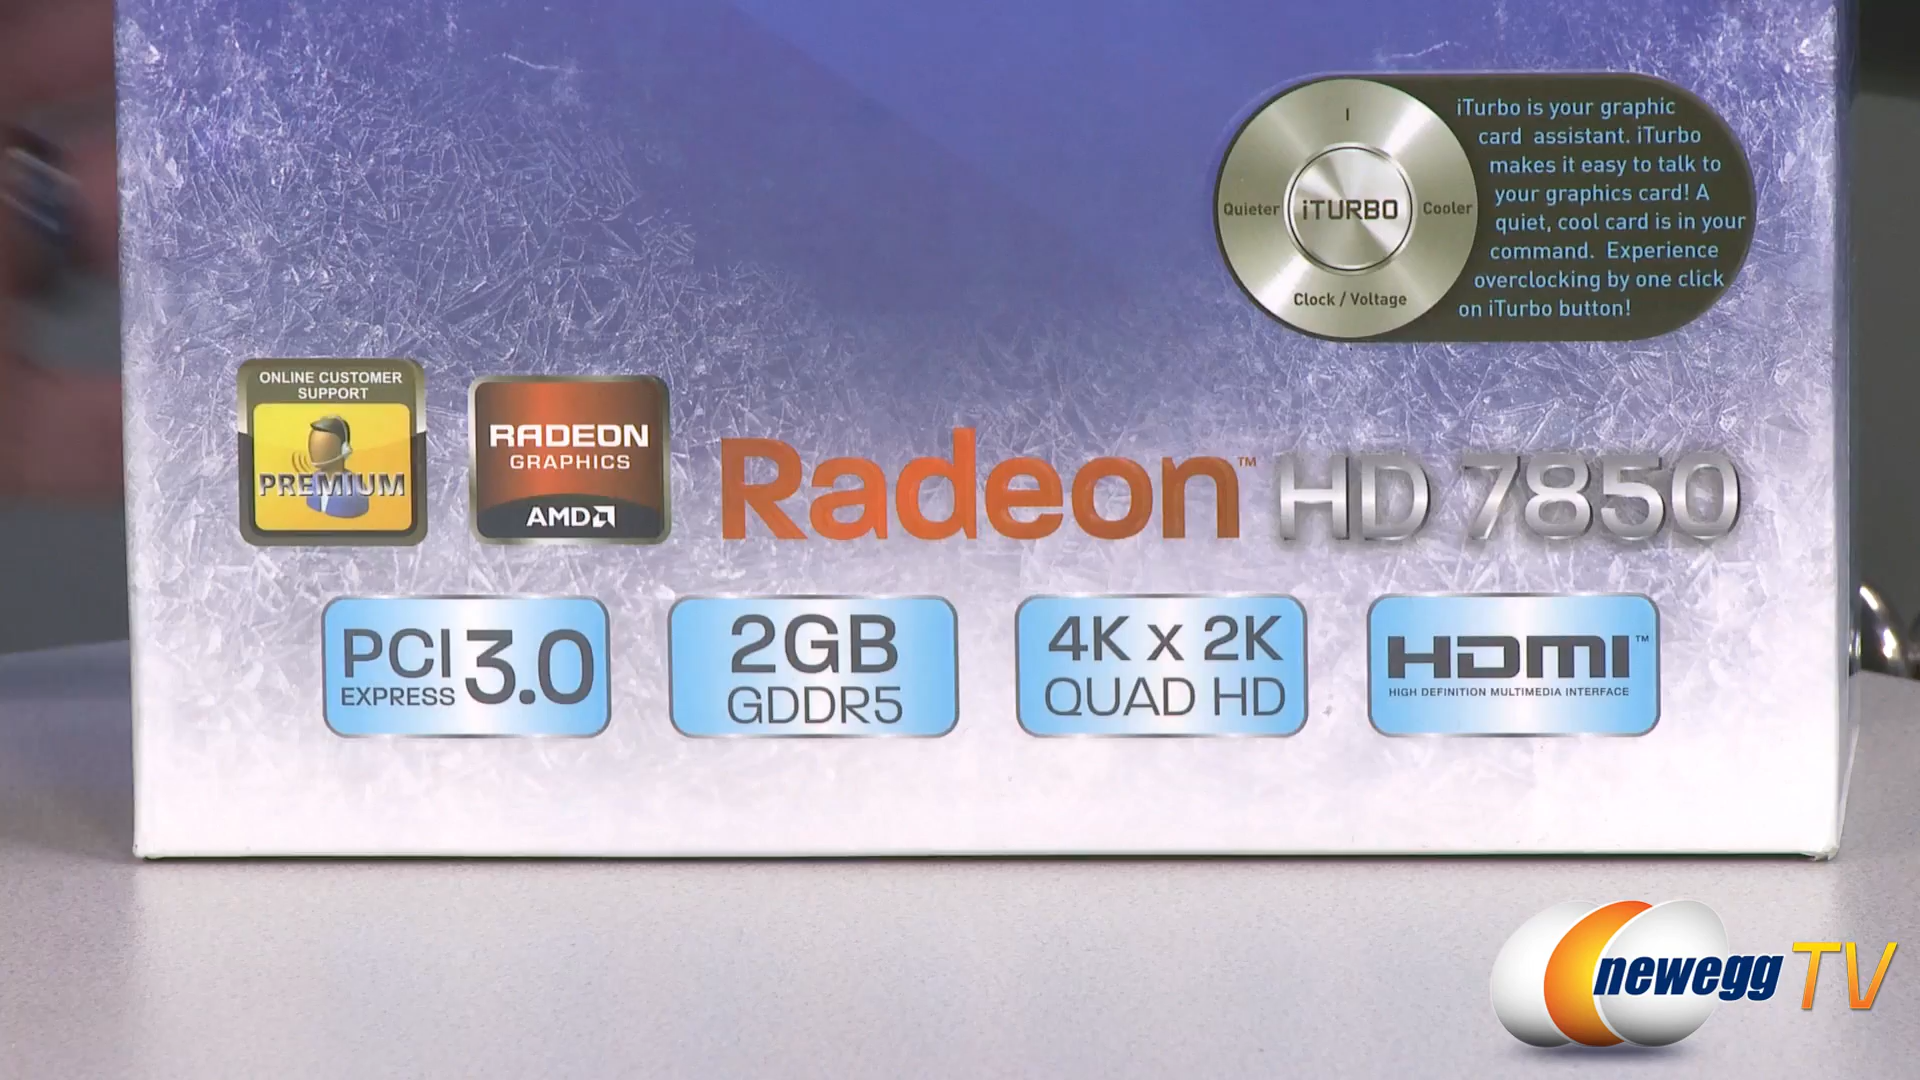 iTurbo is your graphic
card assistant. iTurbo
makes it easy to talk to
your graphics card! A
quiet, cool card is in your
command. Experience
overclocking by one click
on iTurbo button!
I
Quieter iTURBO Cooler
Clock / Voltage
ONLINE CUSTOMER
SUPPORT
PREMIUM
RADEON
GRAPHICS
AMD
Radeon™ HD 7850
PCI EXPRESS 3.0
2GB
GDDR5
4K x 2K
QUAD HD
HDMI™
HIGH DEFINITION MULTIMEDIA INTERFACE
newegg TV